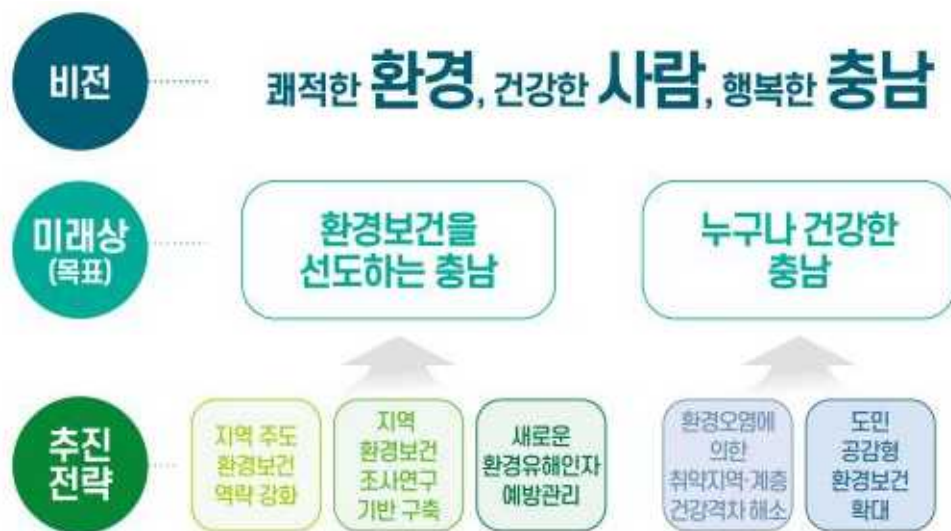 비전
쾌적한 환경, 건강한 사람, 행복한 충남
미래상
(목표)
환경보건을
선도하는 충남
누구나 건강한
충남
추진
전략
지역 주도
환경보건
역략 강화
지역
환경보건
조사연구
기반 구축
새로운
환경유해인자
예방관리
환경오염에
의한
취약지역·계층
건강격차 해소
도민
공감형
환경보건
확대